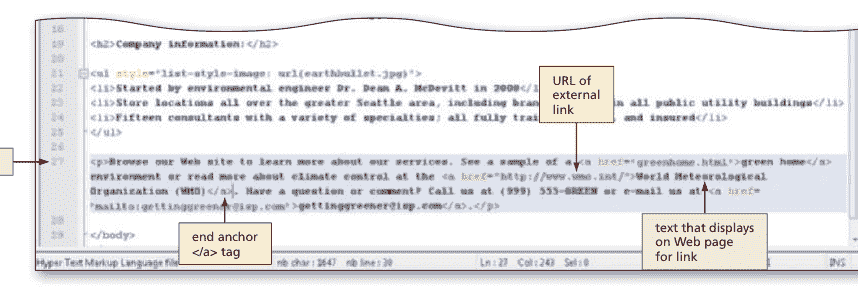 18
19 <h2>Company information:</h2>
20
21 <ul style="list-style-image: url(earthbullet.jpg)">
22 <li>Started by environmental engineer Dr. Dean A. McDevitt in 2008</li>
23 <li>Store locations all over the greater Seattle area, including in all public utility buildings</li>
24 <li>Fifteen consultants with a variety of specialties; all fully and insured</li>
25 </ul>
26
27 <p>Browse our Web site to learn more about our services. See a sample of a <a href="greenhome.html">green home</a>
environment or read more about climate control at the <a href="http://www.wmo.int/">World Meteorological
Organization (WMO)</a>. Have a question or comment? Call us at (999) 555-GREEN or e-mail us at <a href=
"mailto:gettinggreener@isp.com">gettinggreener@isp.com</a>.</p>
28
29 </body>
URL of
external
link
end anchor
</a> tag
text that displays
on Web page
for link
Hyper Text Markup Language file nb char : 1647 nb line : 30 Ln : 27 Col : 243 Sel : 0 INS